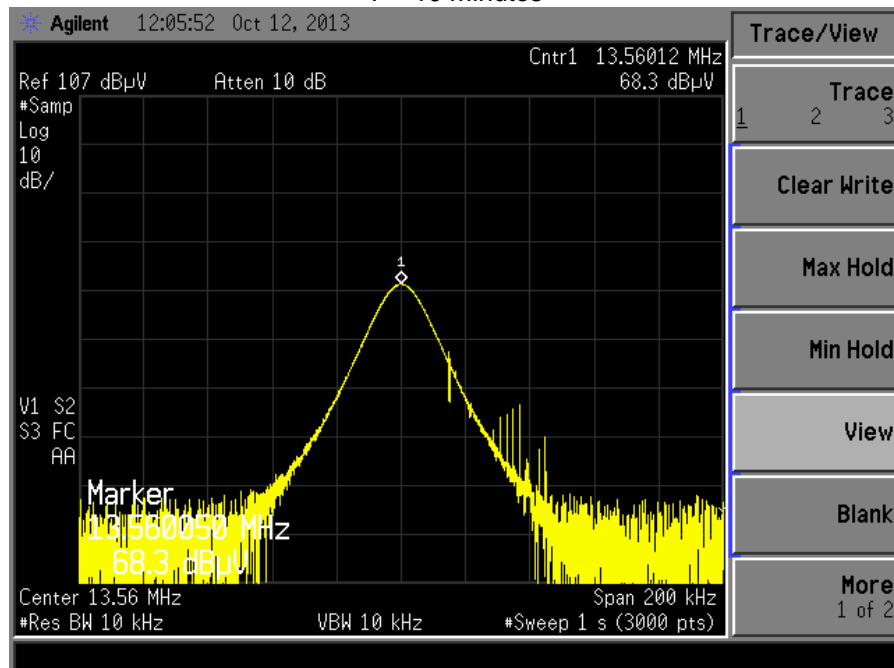 Agilent 12:05:52 Oct 12, 2013
Trace/View
Cntr1 13.56012 MHz
Ref 107 dBµV Atten 10 dB 68.3 dBµV
#Samp
Log
10
dB/
1
V1 S2
S3 FC
AA
Marker
13.560050 MHz
68.3 dBµV
Center 13.56 MHz Span 200 kHz
#Res BW 10 kHz VBW 10 kHz #Sweep 1 s (3000 pts)
Trace
1 2 3
Clear Write
Max Hold
Min Hold
View
Blank
More
1 of 2